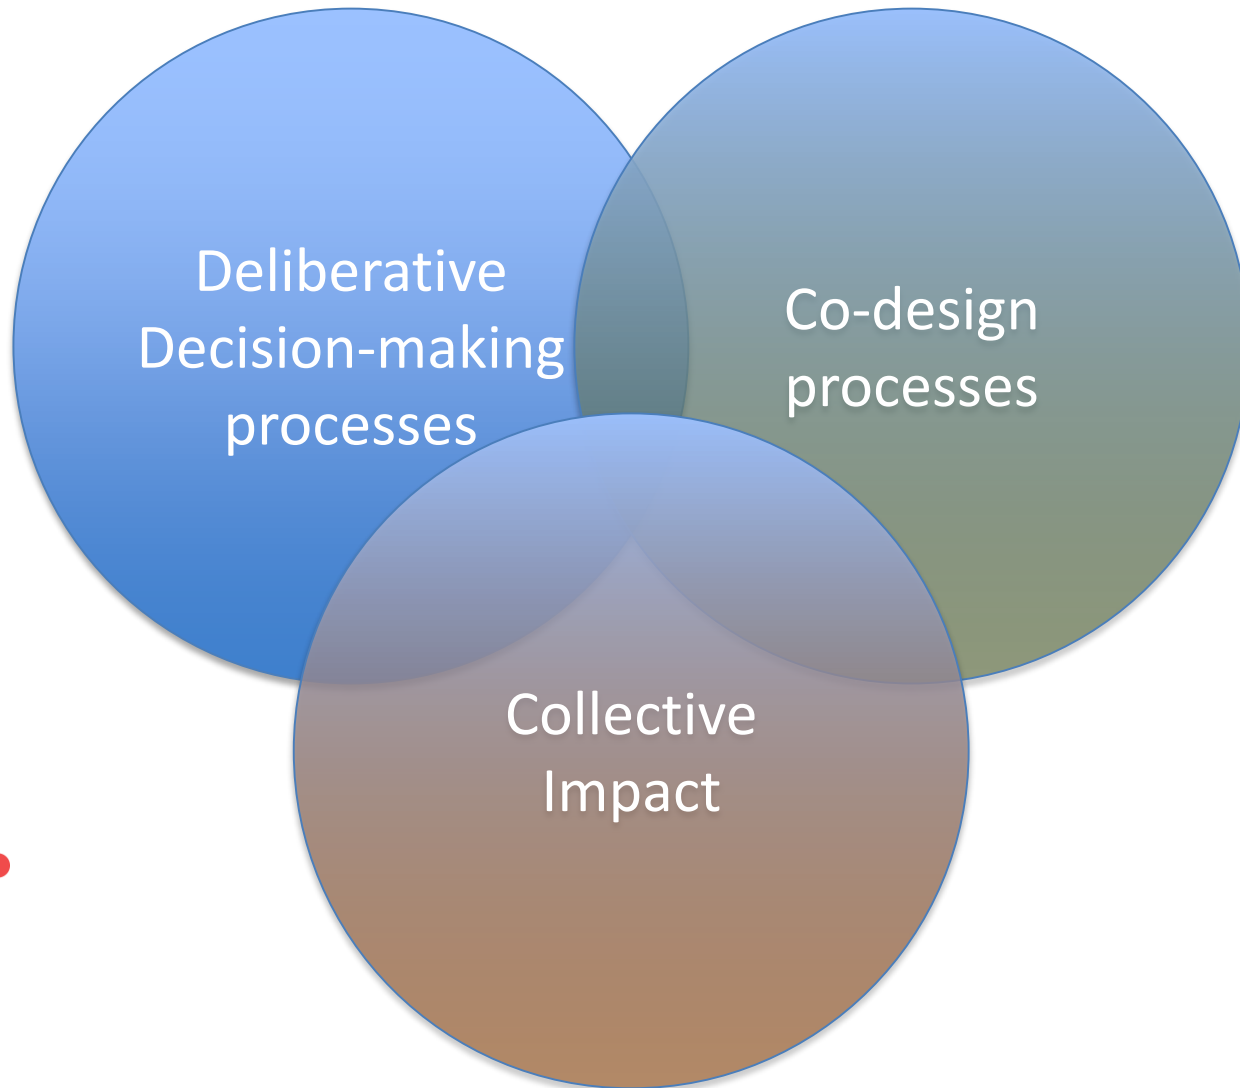 Deliberative
Decision-making
processes
Co-design
processes
Collective
Impact